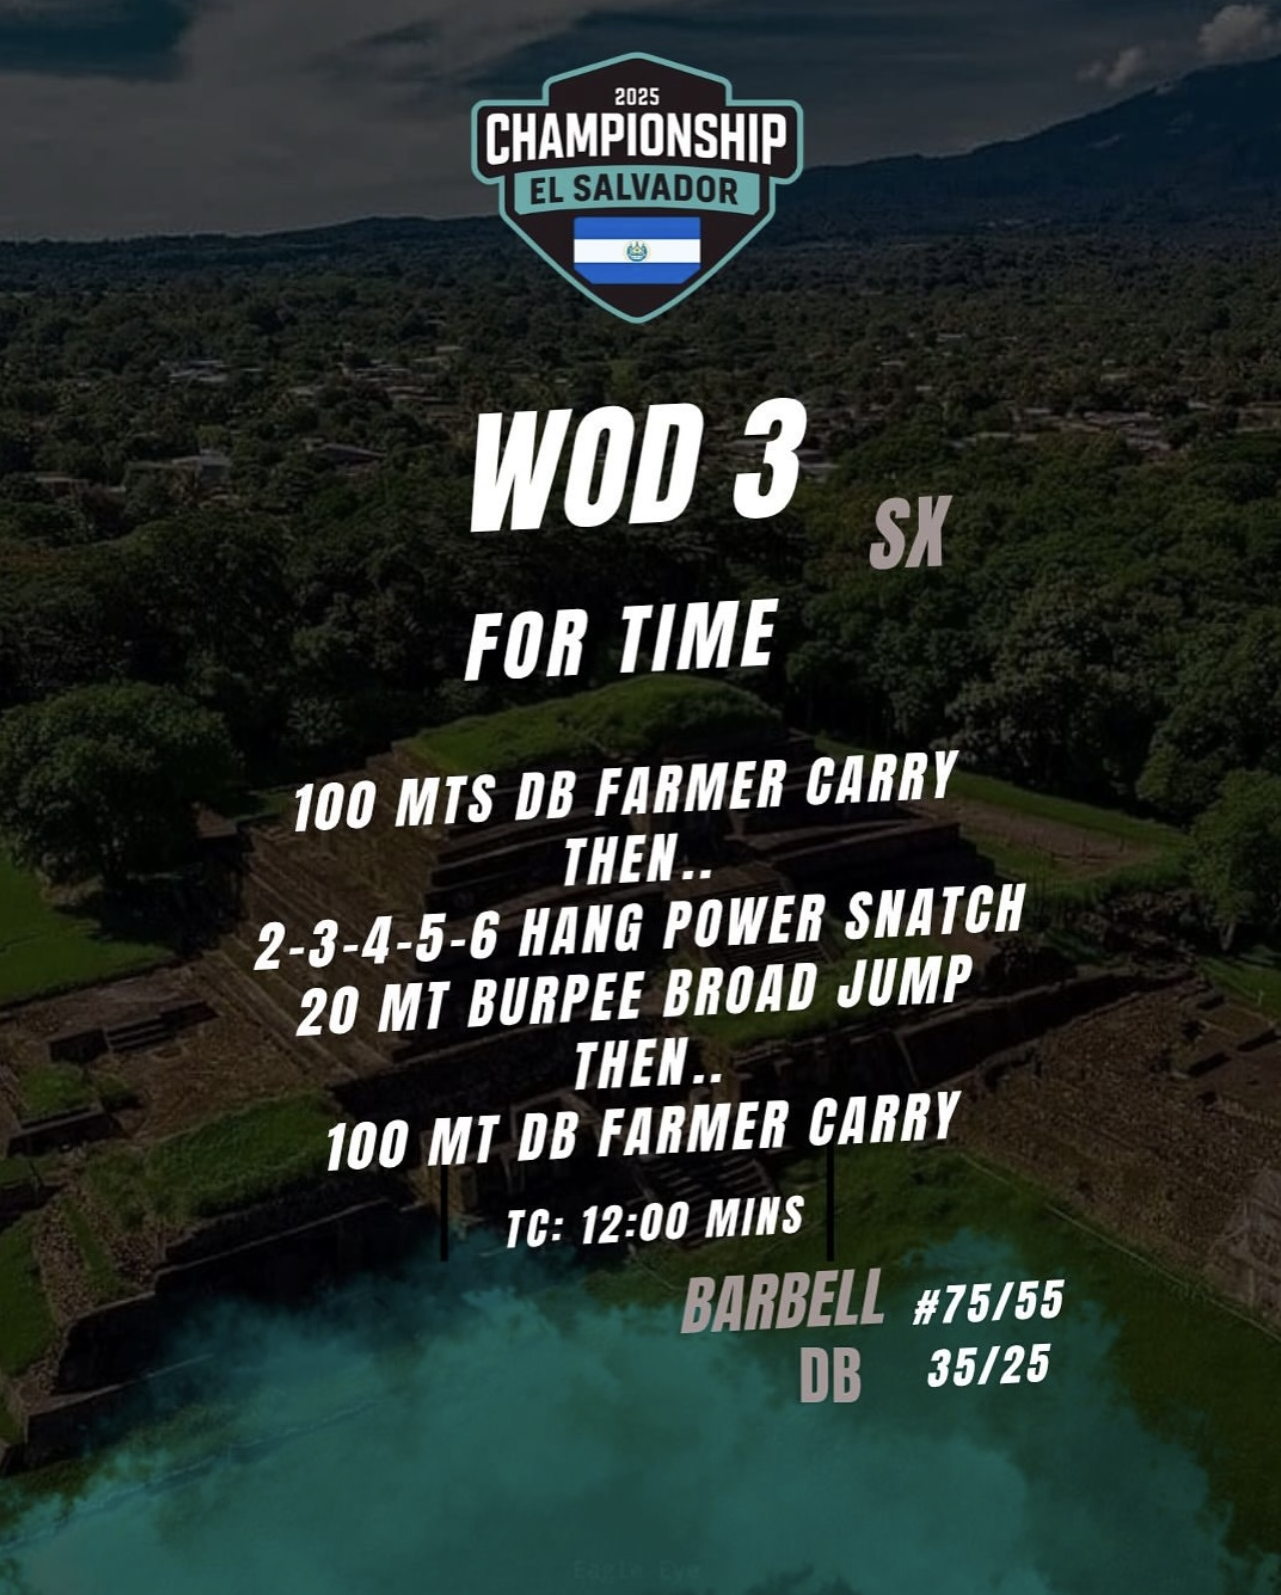 2025
CHAMPIONSHIP
EL SALVADOR
WOD 3
SX
FOR TIME
100 MTS DB FARMER CARRY
THEN..
2-3-4-5-6 HANG POWER SNATCH
20 MT BURPEE BROAD JUMP
THEN..
100 MT DB FARMER CARRY
TC: 12:00 MINS
BARBELL #75/55
DB 35/25
Eagle Eye